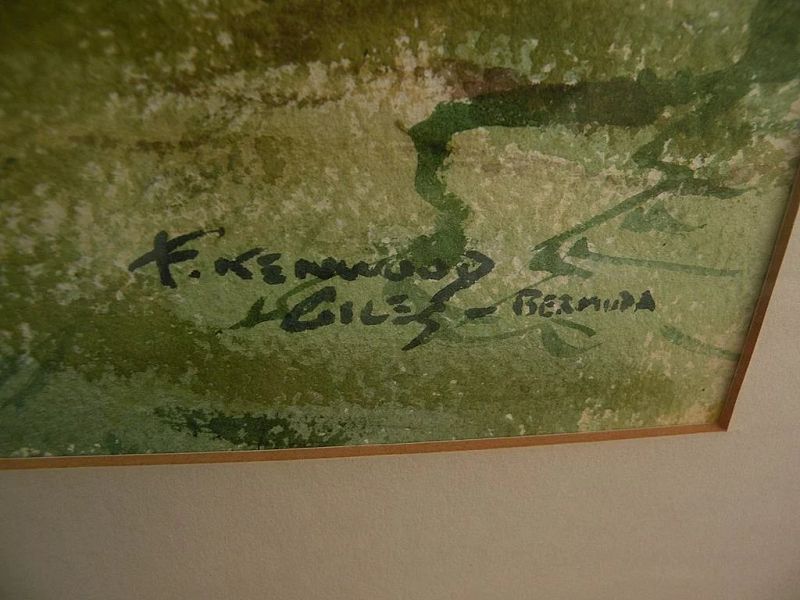 F. KENWOOD
GILES - BERMUDA